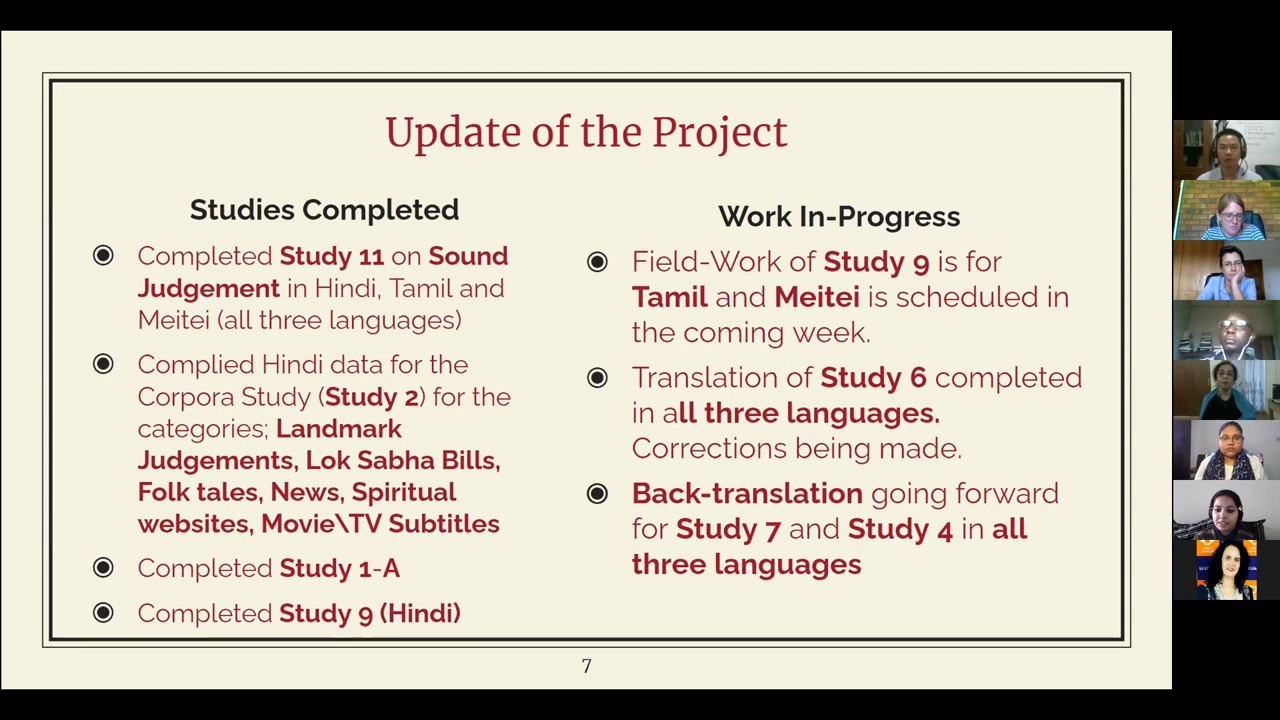 Update of the Project
Studies Completed
Completed Study 11 on Sound
Judgement in Hindi, Tamil and
Meitei (all three languages)
Complied Hindi data for the
Corpora Study (Study 2) for the
categories; Landmark
Judgements, Lok Sabha Bills,
Folk tales, News, Spiritual
websites, Movie\TV Subtitles
Completed Study 1-A
Completed Study 9 (Hindi)
Work In-Progress
Field-Work of Study 9 is for
Tamil and Meitei is scheduled in
the coming week.
Translation of Study 6 completed
in all three languages.
Corrections being made.
Back-translation going forward
for Study 7 and Study 4 in all
three languages
7